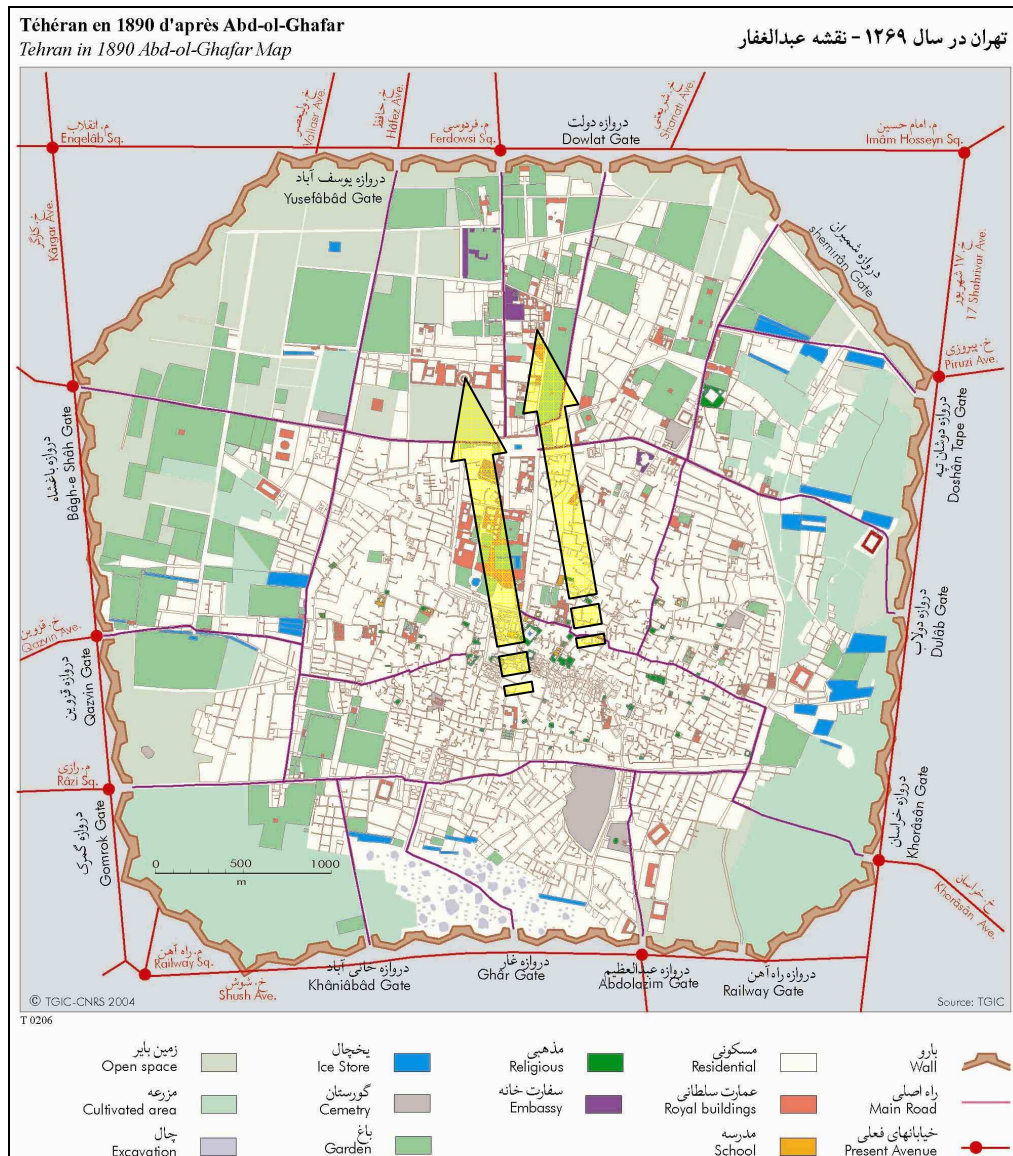 Téhéran en 1890 d'après Abd-ol-Ghafar
Tehran in 1890 Abd-ol-Ghafar Map
تهران در سال ۱۲۶۹ - نقشه عبدالغفار
م. انقلاب
Enqelâb Sq.
خ. ولیعصر
Valiasr Ave.
خ. حافظ
Hâfez Ave.
م. فردوسی
Ferdowsi Sq.
دروازه دولت
Dowlat Gate
خ. شریعتی
Shariati Ave.
م. امام حسین
Imâm Hosseyn Sq.
دروازه یوسف آباد
Yusefâbâd Gate
خ. کارگر
Kârgar Ave.
دروازه شمیران
shemirân Gate
خ. ۱۷ شهریور
17 Shahrivar Ave.
خ. پیروزی
Piruzi Ave.
دروازه باغشاه
Bâgh-e Shâh Gate
دروازه دوشان تپه
Doshân Tape Gate
دروازه دولاب
Dulâb Gate
خ. قزوین
Qazvin Ave.
دروازه قزوین
Qazvin Gate
م. رازی
Râzi Sq.
دروازه گمرک
Gomrok Gate
دروازه خراسان
Khorâsân Gate
خ. خراسان
Khorâsân Ave.
0 500 1000
m
م. راه آهن
Railway Sq.
خ. شوش
Shush Ave.
دروازه خانی آباد
Khâniâbâd Gate
دروازه غار
Ghâr Gate
دروازه عبدالعظیم
Abdolazim Gate
دروازه راه آهن
Railway Gate
© TGIC-CNRS 2004
Source: TGIC
T 0206
زمین بایر
Open space
یخچال
Ice Store
مذهبی
Religious
مسکونی
Residential
بارو
Wall
مزرعه
Cultivated area
گورستان
Cemetry
سفارت خانه
Embassy
عمارت سلطانی
Royal buildings
راه اصلی
Main Road
چال
Excavation
باغ
Garden
مدرسه
School
خیابانهای فعلی
Present Avenue